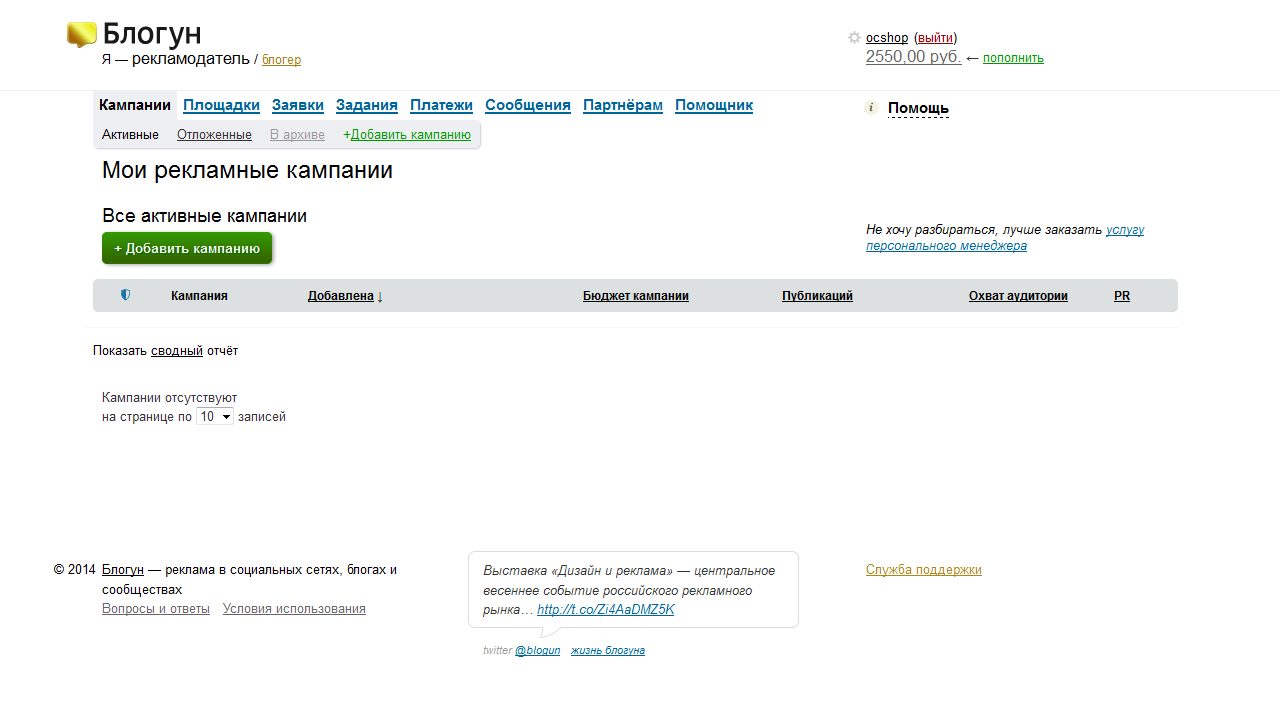 Блогун
Я — рекламодатель / блогер
ocshop (выйти)
2550,00 руб. ← пополнить
Кампании Площадки Заявки Задания Платежи Сообщения Партнёрам Помощник
i Помощь
Активные Отложенные В архиве +Добавить кампанию
Мои рекламные кампании
Все активные кампании
+ Добавить кампанию
Не хочу разбираться, лучше заказать услугу
персонального менеджера
Кампания Добавлена ↓ Бюджет кампании Публикаций Охват аудитории PR
Показать сводный отчёт
Кампании отсутствуют
на странице по 10 записей
© 2014 Блогун — реклама в социальных сетях, блогах и
сообществах
Вопросы и ответы Условия использования
Выставка «Дизайн и реклама» — центральное
весеннее событие российского рекламного
рынка… http://t.co/Zi4AaDMZ5K
twitter @blogun жизнь блогуна
Служба поддержки